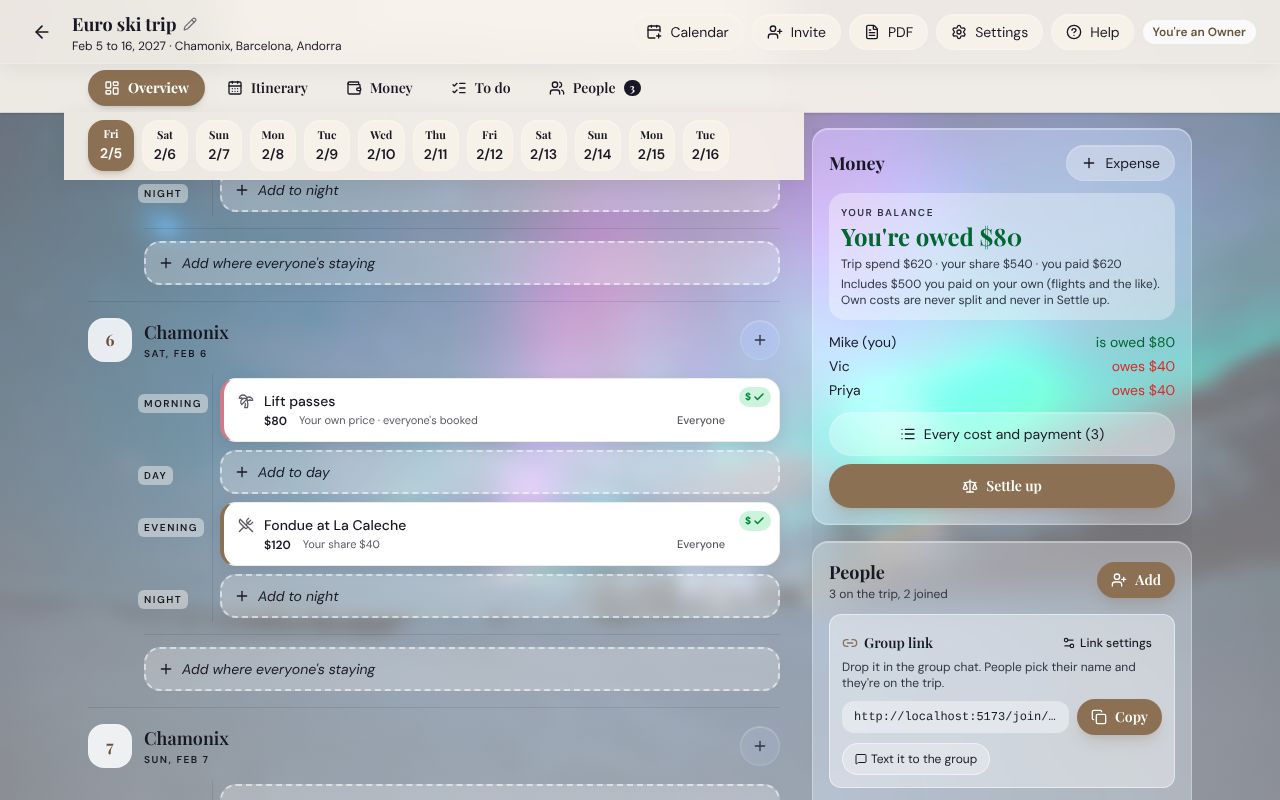 Euro ski trip
Feb 5 to 16, 2027 · Chamonix, Barcelona, Andorra
Calendar
Invite
PDF
Settings
Help
You're an Owner
Overview
Itinerary
Money
To do
People 3
Fri 2/5
Sat 2/6
Sun 2/7
Mon 2/8
Tue 2/9
Wed 2/10
Thu 2/11
Fri 2/12
Sat 2/13
Sun 2/14
Mon 2/15
Tue 2/16
NIGHT
+ Add to night
+ Add where everyone's staying
6
Chamonix
SAT, FEB 6
+
MORNING
Lift passes
$80 Your own price · everyone's booked
Everyone
$ ✓
DAY
+ Add to day
EVENING
Fondue at La Caleche
$120 Your share $40
Everyone
$ ✓
NIGHT
+ Add to night
+ Add where everyone's staying
7
Chamonix
SUN, FEB 7
+
Money
+ Expense
YOUR BALANCE
You're owed $80
Trip spend $620 · your share $540 · you paid $620
Includes $500 you paid on your own (flights and the like).
Own costs are never split and never in Settle up.
Mike (you) is owed $80
Vic owes $40
Priya owes $40
Every cost and payment (3)
Settle up
People
3 on the trip, 2 joined
Add
Group link
Link settings
Drop it in the group chat. People pick their name and
they're on the trip.
http://localhost:5173/join/…
Copy
Text it to the group